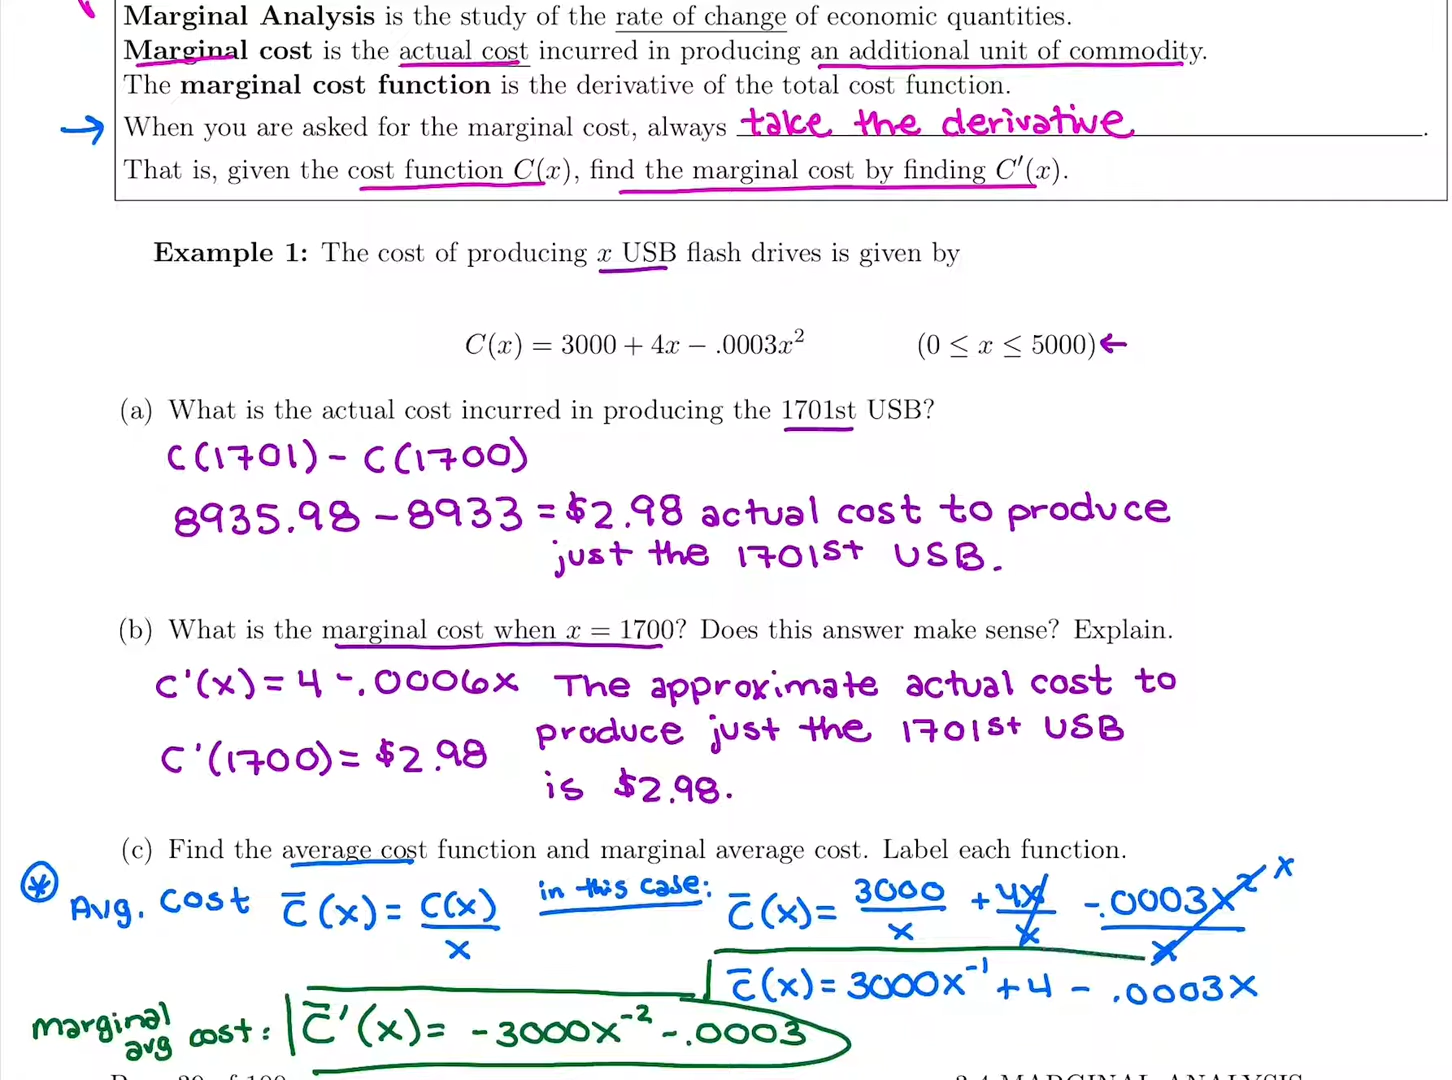 Marginal Analysis is the study of the rate of change of economic quantities.
Marginal cost is the actual cost incurred in producing an additional unit of commodity.
The marginal cost function is the derivative of the total cost function.
→ When you are asked for the marginal cost, always take the derivative.
That is, given the cost function C(x), find the marginal cost by finding C′(x).
Example 1: The cost of producing x USB flash drives is given by
C(x) = 3000 + 4x − .0003x² (0 ≤ x ≤ 5000) ←
(a) What is the actual cost incurred in producing the 1701st USB?
C(1701) - C(1700)
8935.98 - 8933 = $2.98 actual cost to produce
just the 1701st USB.
(b) What is the marginal cost when x = 1700? Does this answer make sense? Explain.
C'(x) = 4 - .0006x The approximate actual cost to
produce just the 1701st USB
C'(1700) = $2.98
is $2.98.
(c) Find the average cost function and marginal average cost. Label each function.
* Avg. cost C̄(x) = C(x)/x in this case: C̄(x) = 3000/x + 4x/x - .0003x²/x x
C̄(x) = 3000x⁻¹ + 4 - .0003x
marginal avg cost: C̄'(x) = -3000x⁻² - .0003